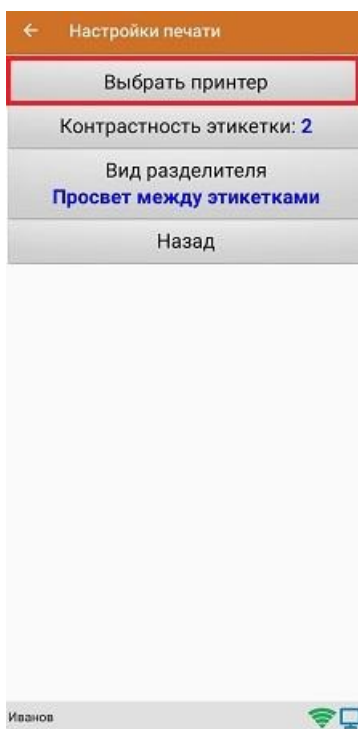 Настройки печати
Выбрать принтер
Контрастность этикетки: 2
Вид разделителя
Просвет между этикетками
Назад
Иванов